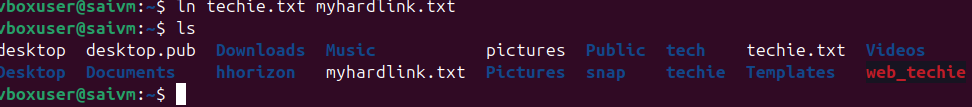 vboxuser@saivm:~$ ln techie.txt myhardlink.txt
vboxuser@saivm:~$ ls
desktop desktop.pub Downloads Music pictures Public tech techie.txt Videos
Desktop Documents hhorizon myhardlink.txt Pictures snap techie Templates web_techie
vboxuser@saivm:~$